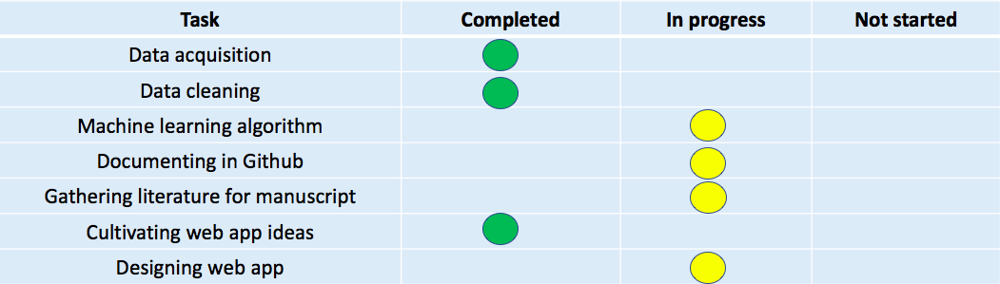 Task Completed In progress Not started
Data acquisition
Data cleaning
Machine learning algorithm
Documenting in Github
Gathering literature for manuscript
Cultivating web app ideas
Designing web app